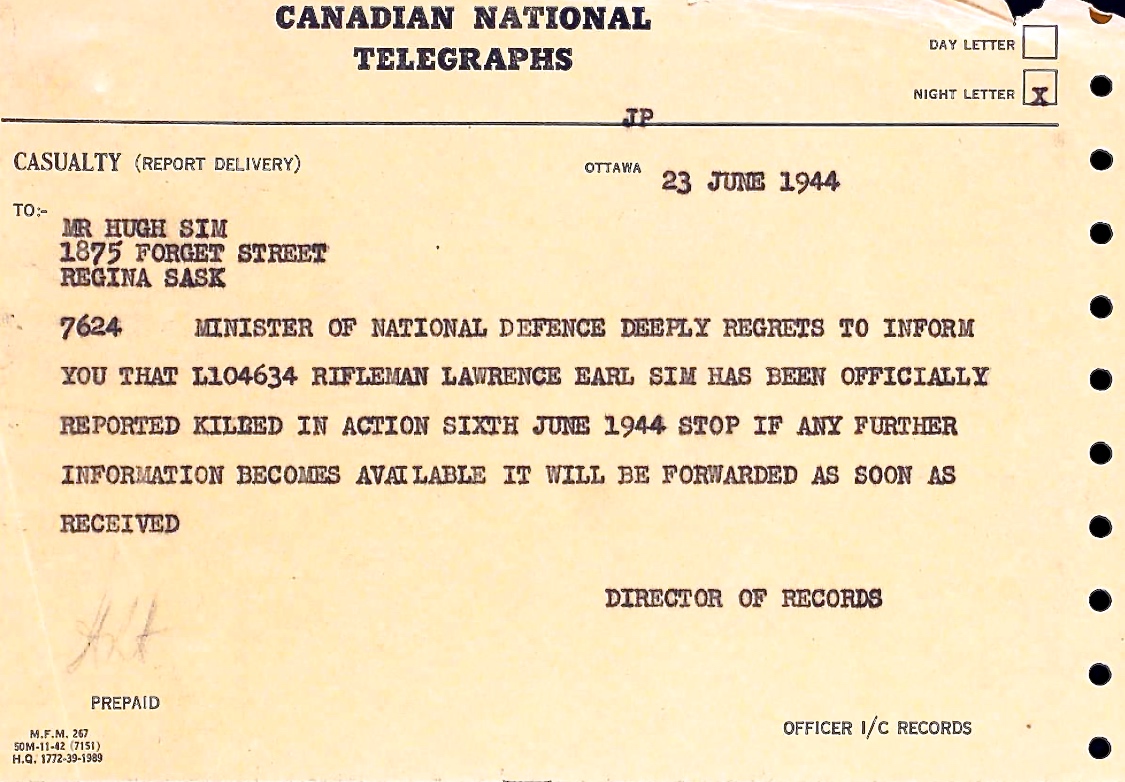 CANADIAN NATIONAL
TELEGRAPHS
DAY LETTER
NIGHT LETTER X
JP
CASUALTY (REPORT DELIVERY)
OTTAWA 23 JUNE 1944
TO:-
MR HUGH SIM
1875 FORGET STREET
REGINA SASK
7624 MINISTER OF NATIONAL DEFENCE DEEPLY REGRETS TO INFORM
YOU THAT L104634 RIFLEMAN LAWRENCE EARL SIM HAS BEEN OFFICIALLY
REPORTED KILBED IN ACTION SIXTH JUNE 1944 STOP IF ANY FURTHER
INFORMATION BECOMES AVAILABLE IT WILL BE FORWARDED AS SOON AS
RECEIVED
DIRECTOR OF RECORDS
PREPAID
OFFICER I/C RECORDS
M.F.M. 267
50M-11-42 (7151)
H.Q. 1772-39-1989